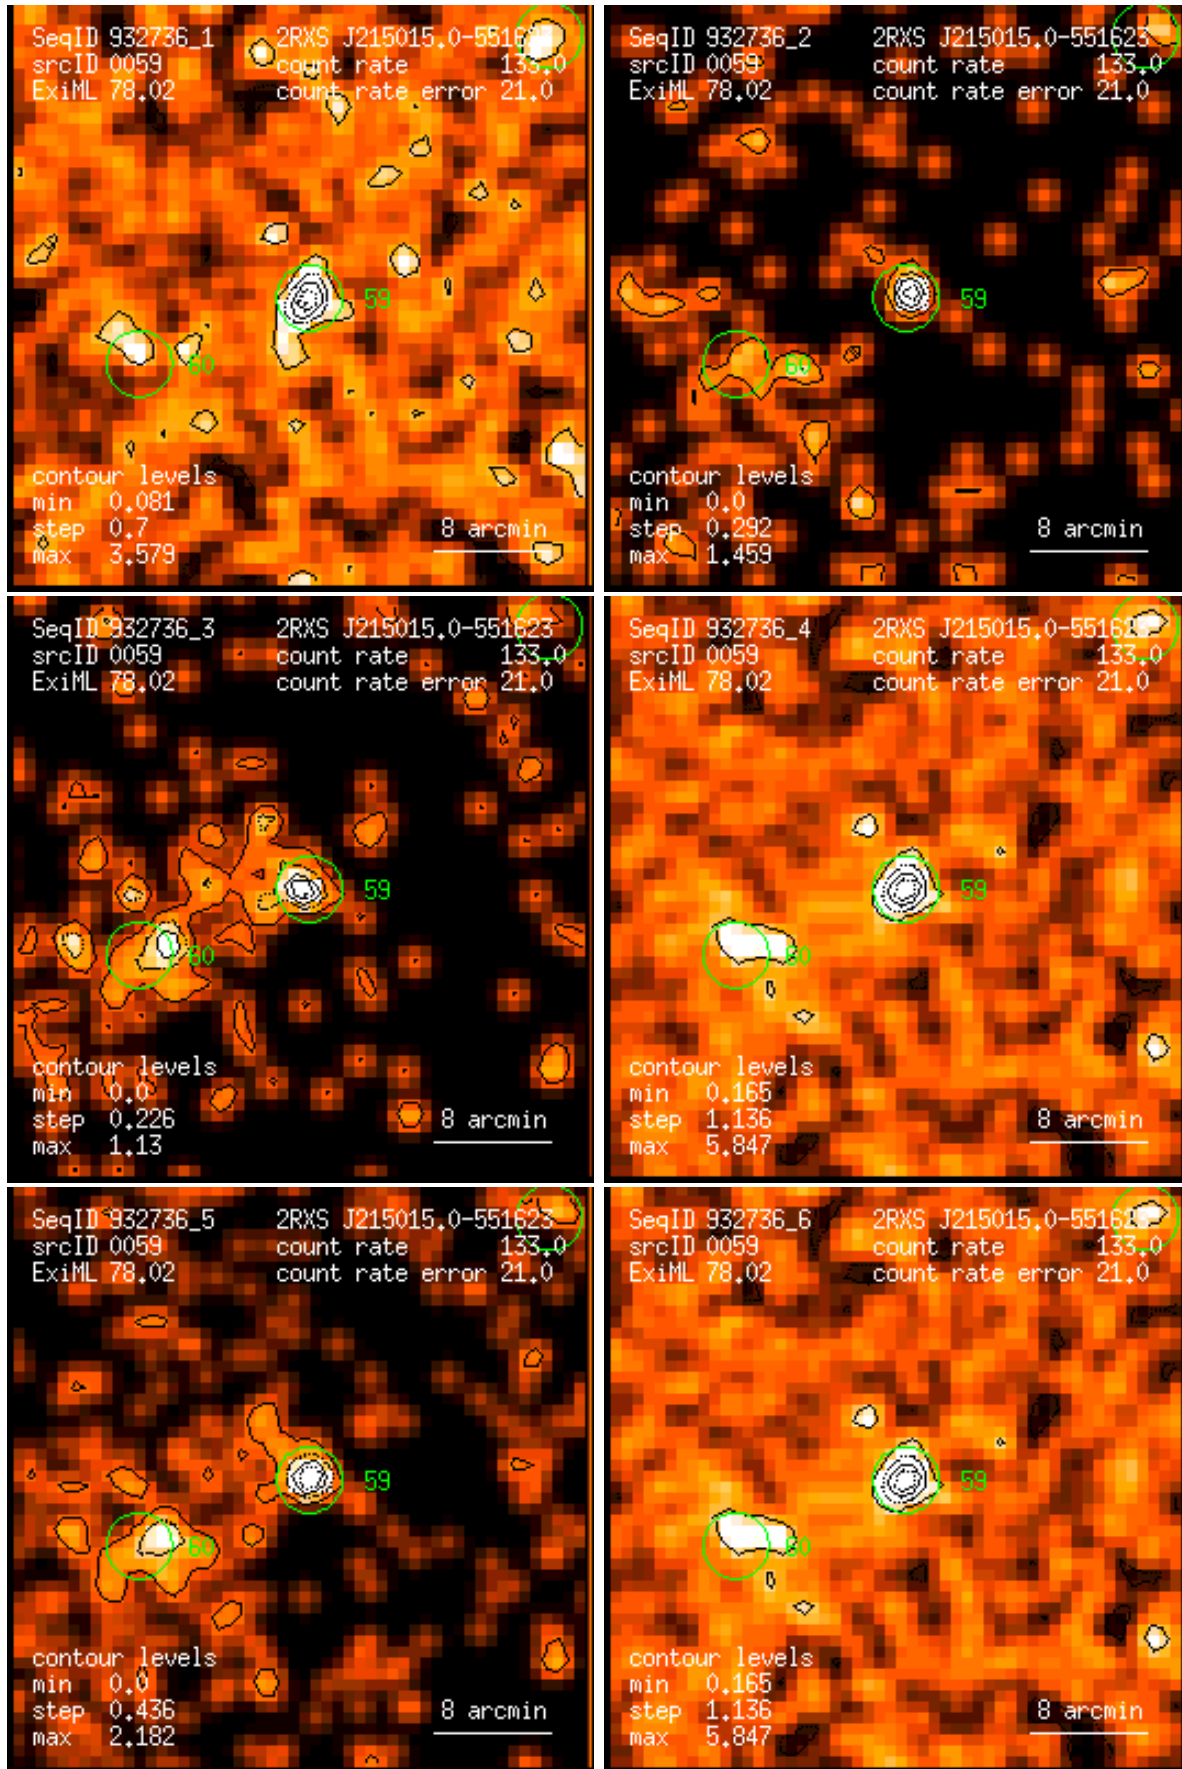 SeqID 932736_1 2RXS J215015.0-551623
srcID 0059 count rate 133.0
ExiML 78.02 count rate error 21.0
59
60
contour levels
min 0.081
step 0.7
max 3.579
8 arcmin
SeqID 932736_2 2RXS J215015.0-551623
srcID 0059 count rate 133.0
ExiML 78.02 count rate error 21.0
59
60
contour levels
min 0.0
step 0.292
max 1.459
8 arcmin
SeqID 932736_3 2RXS J215015.0-551623
srcID 0059 count rate 133.0
ExiML 78.02 count rate error 21.0
59
60
contour levels
min 0.0
step 0.226
max 1.13
8 arcmin
SeqID 932736_4 2RXS J215015.0-551623
srcID 0059 count rate 133.0
ExiML 78.02 count rate error 21.0
59
60
contour levels
min 0.165
step 1.136
max 5.847
8 arcmin
SeqID 932736_5 2RXS J215015.0-551623
srcID 0059 count rate 133.0
ExiML 78.02 count rate error 21.0
59
60
contour levels
min 0.0
step 0.436
max 2.182
8 arcmin
SeqID 932736_6 2RXS J215015.0-551623
srcID 0059 count rate 133.0
ExiML 78.02 count rate error 21.0
59
60
contour levels
min 0.165
step 1.136
max 5.847
8 arcmin